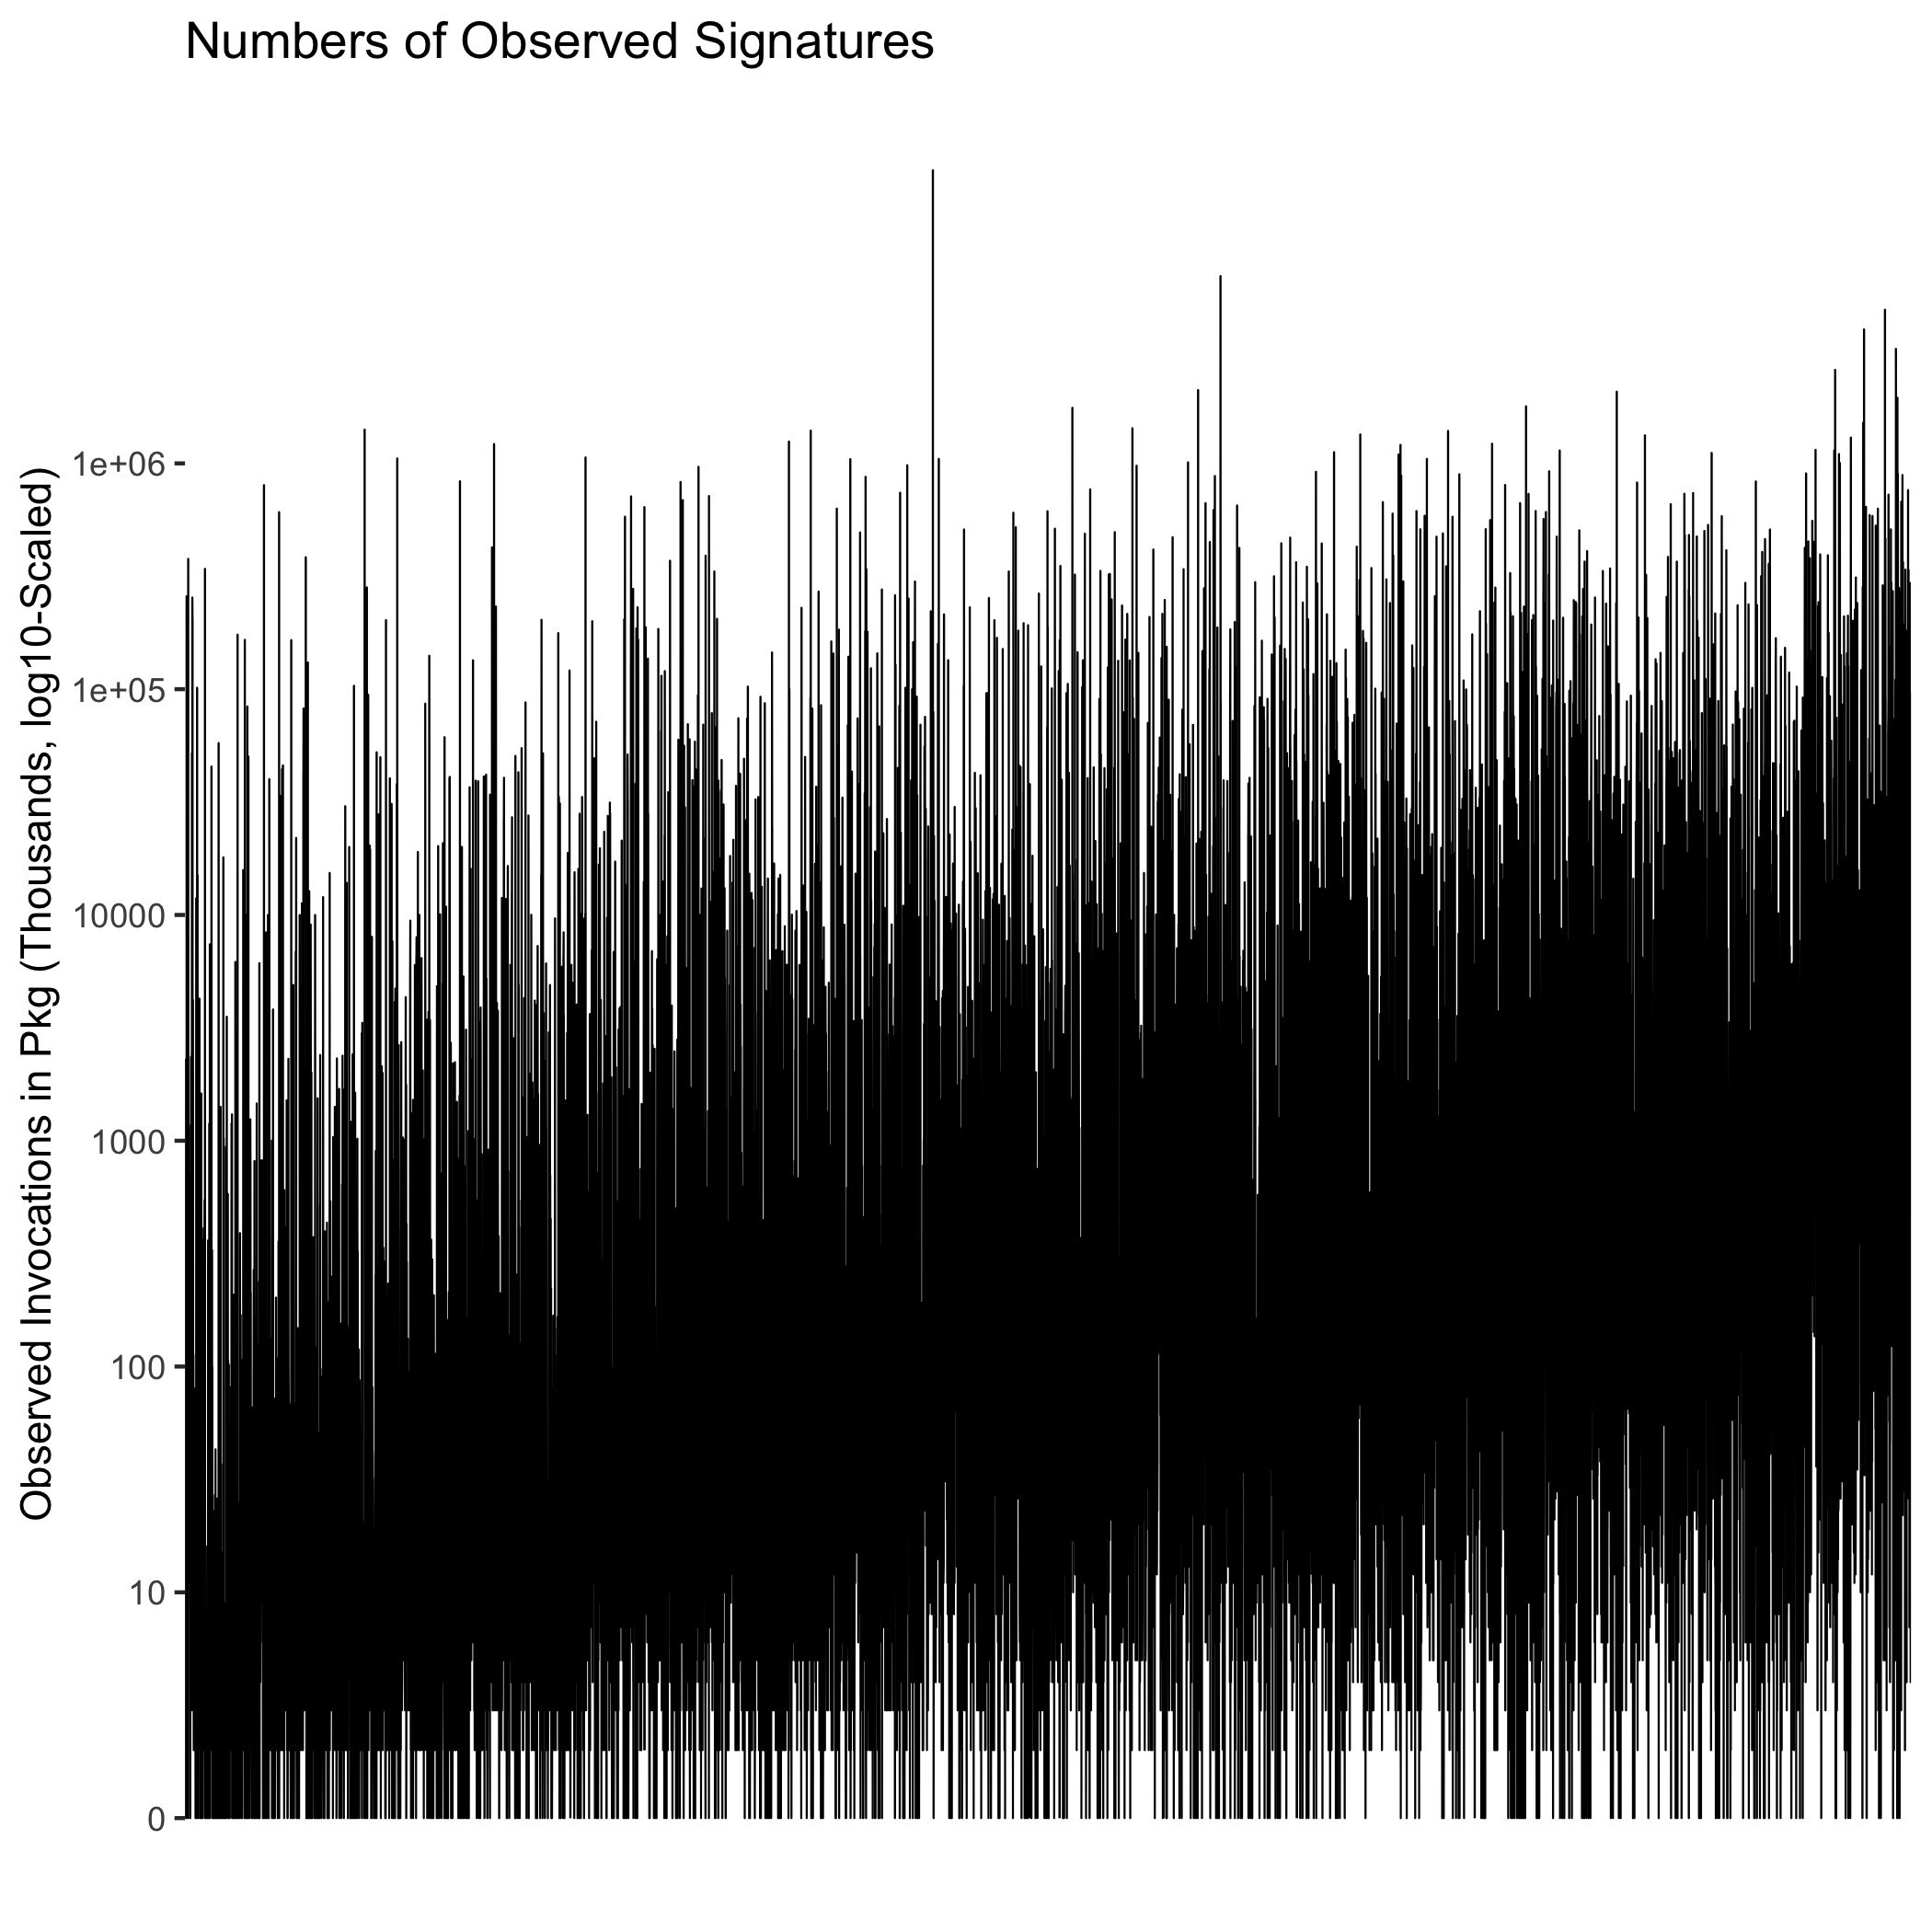 Numbers of Observed Signatures
Observed Invocations in Pkg (Thousands, log10-Scaled)
1e+06
1e+05
10000
1000
100
10
0